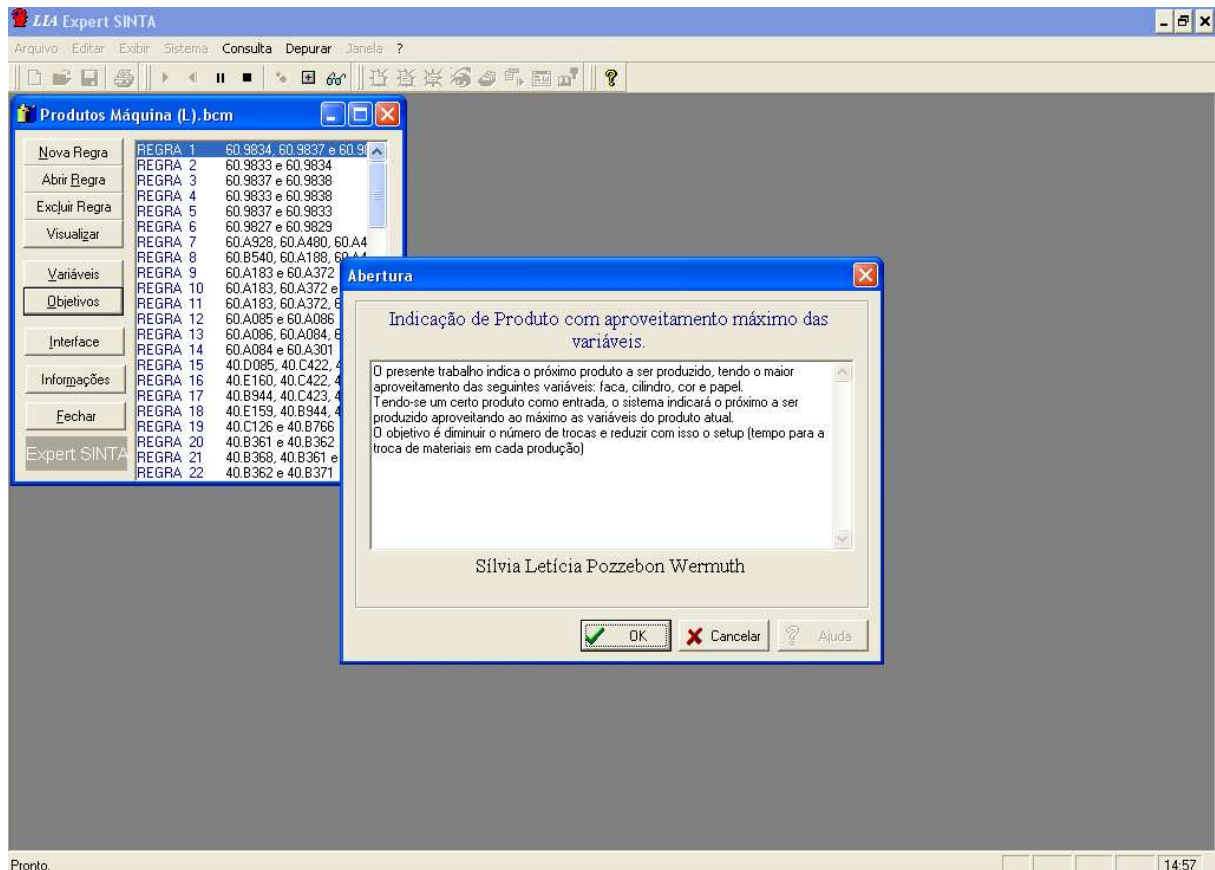 LIA Expert SINTA
Arquivo Editar Exibir Sistema Consulta Depurar Janela ?
Produtos Máquina (L).bcm
Nova Regra
Abrir Regra
Excluir Regra
Visualizar
Variáveis
Objetivos
Interface
Informações
Fechar
Expert SINTA
REGRA 1 60.9834, 60.9837 e
REGRA 2 60.9833 e 60.9834
REGRA 3 60.9837 e 60.9838
REGRA 4 60.9833 e 60.9838
REGRA 5 60.9837 e 60.9833
REGRA 6 60.9827 e 60.9829
REGRA 7 60.A928, 60.A480, 60.A4
REGRA 8 60.B540, 60.A188,
REGRA 9 60.A183 e 60.A372
REGRA 10 60.A183, 60.A372 e
REGRA 11 60.A183, 60.A372,
REGRA 12 60.A085 e 60.A086
REGRA 13 60.A086, 60.A084,
REGRA 14 60.A084 e 60.A301
REGRA 15 40.D085, 40.C422,
REGRA 16 40.E160, 40.C422,
REGRA 17 40.B944, 40.C423,
REGRA 18 40.E159, 40.B944,
REGRA 19 40.C126 e 40.B766
REGRA 20 40.B361 e 40.B362
REGRA 21 40.B368, 40.B361 e
REGRA 22 40.B362 e 40.B371
Abertura
Indicação de Produto com aproveitamento máximo das
variáveis.
O presente trabalho indica o próximo produto a ser produzido, tendo o maior
aproveitamento das seguintes variáveis: faca, cilindro, cor e papel.
Tendo-se um certo produto como entrada, o sistema indicará o próximo a ser
produzido aproveitando ao máximo as variáveis do produto atual.
O objetivo é diminuir o número de trocas e reduzir com isso o setup (tempo para a
troca de materiais em cada produção)
Sílvia Letícia Pozzebon Wermuth
OK
Cancelar
Ajuda
Pronto.
14:57